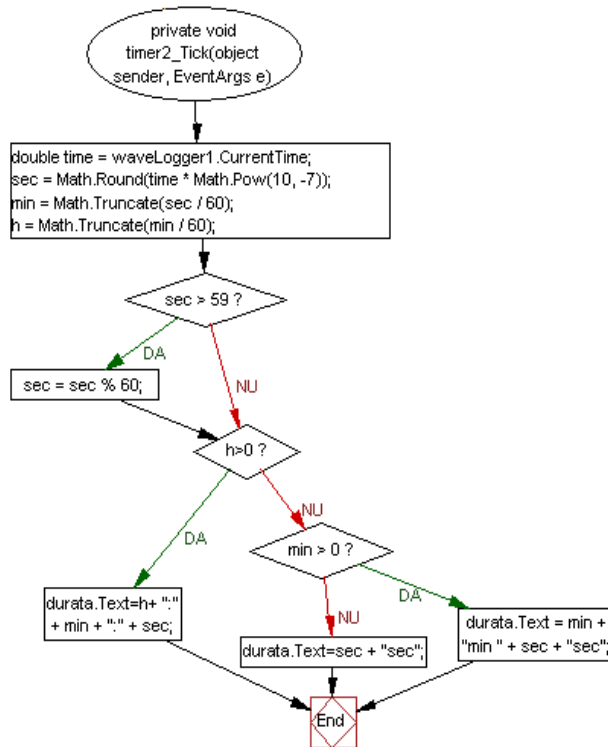 private void
timer2_Tick(object
sender, EventArgs e)
double time = waveLogger1.CurrentTime;
sec = Math.Round(time * Math.Pow(10, -7));
min = Math.Truncate(sec / 60);
h = Math.Truncate(min / 60);
sec > 59 ?
DA
NU
sec = sec % 60;
h>0 ?
DA
NU
min > 0 ?
DA
NU
durata.Text=h+ ":"
+ min + ":" + sec;
durata.Text=sec + "sec";
durata.Text = min +
"min " + sec + "sec";
End